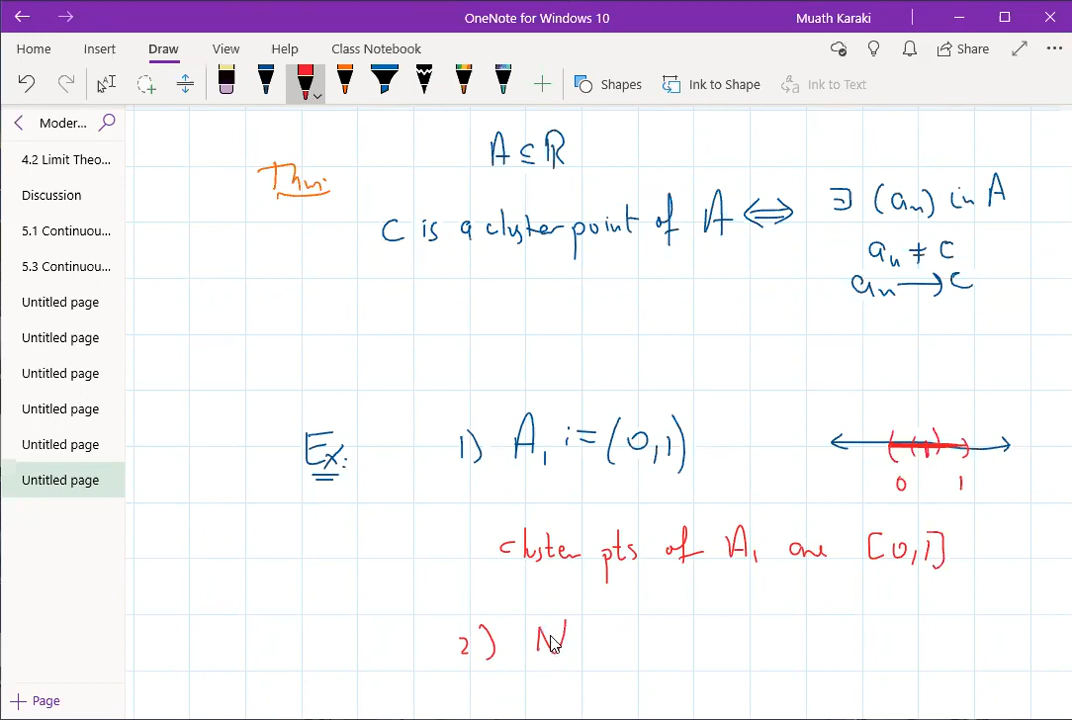 OneNote for Windows 10
Muath Karaki
Home Insert Draw View Help Class Notebook
Share
Shapes
Ink to Shape
Ink to Text
Moder...
4.2 Limit Theo...
Discussion
5.1 Continuou...
5.3 Continuou...
Untitled page
Untitled page
Untitled page
Untitled page
Untitled page
Untitled page
+ Page
A ⊆ ℝ
Thm:
C is a cluster point of A ⟺ ∃ (aₙ) in A
aₙ ≠ C
aₙ → C
Ex: 1) A₁ := (0,1)
0 1
cluster pts of A₁ are [0,1]
2) N